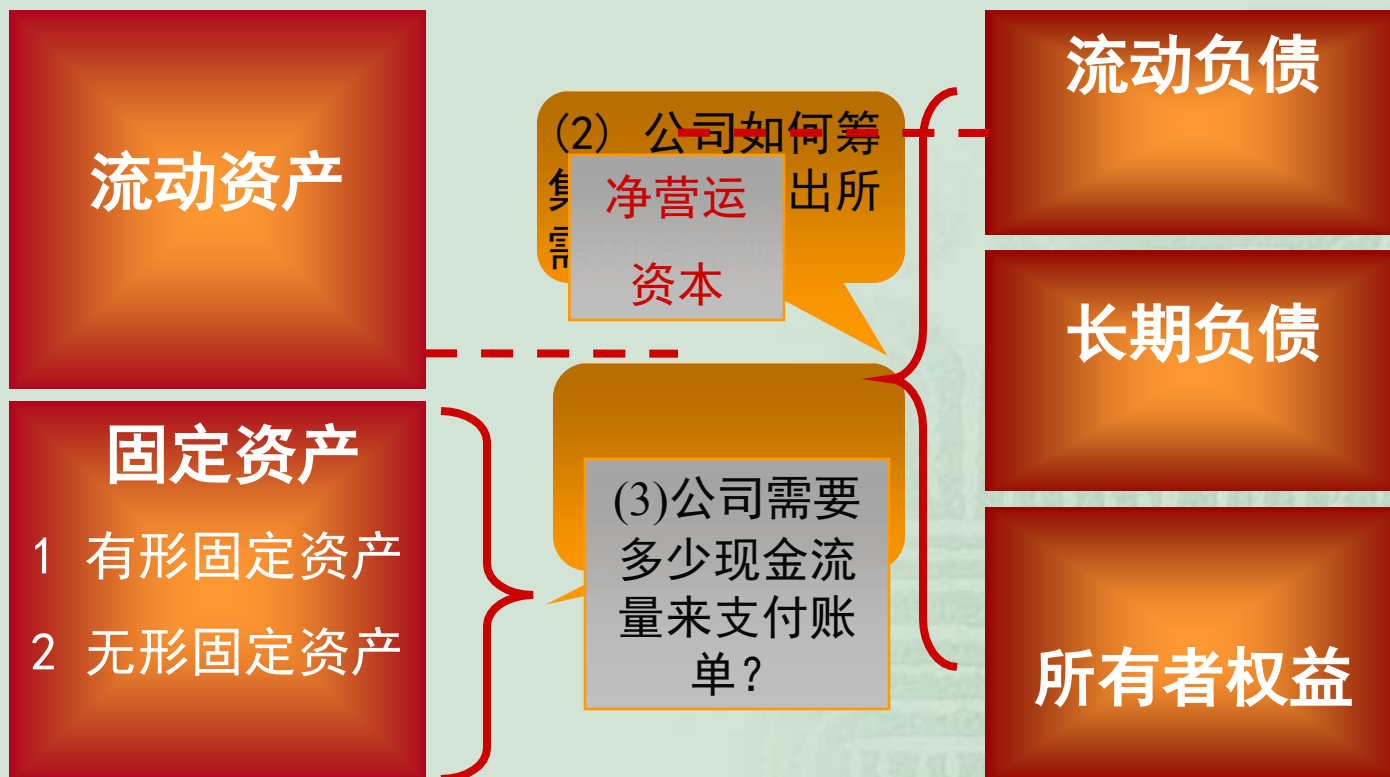 流动资产
固定资产
1 有形固定资产
2 无形固定资产
(2) 公司如何筹
出所
净营运
资本
(3)公司需要
多少现金流
量来支付账
单?
流动负债
长期负债
所有者权益